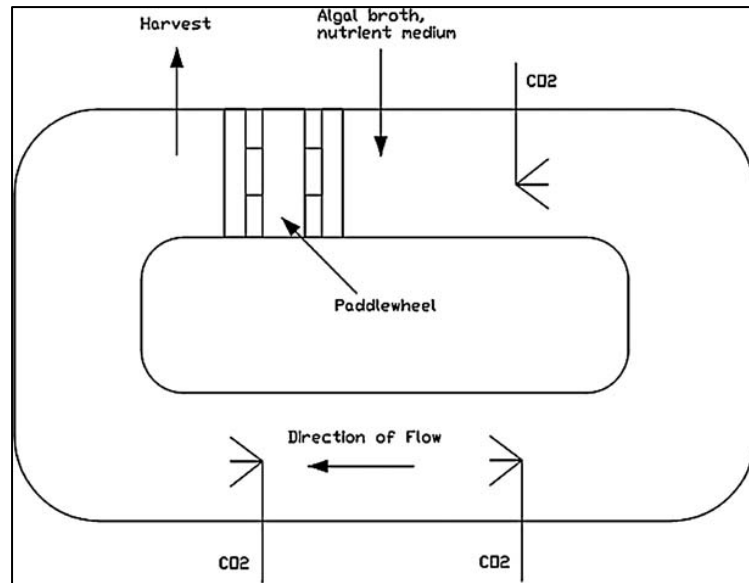 Harvest
Algal broth,
nutrient medium
CO2
Paddlewheel
Direction of Flow
CO2
CO2